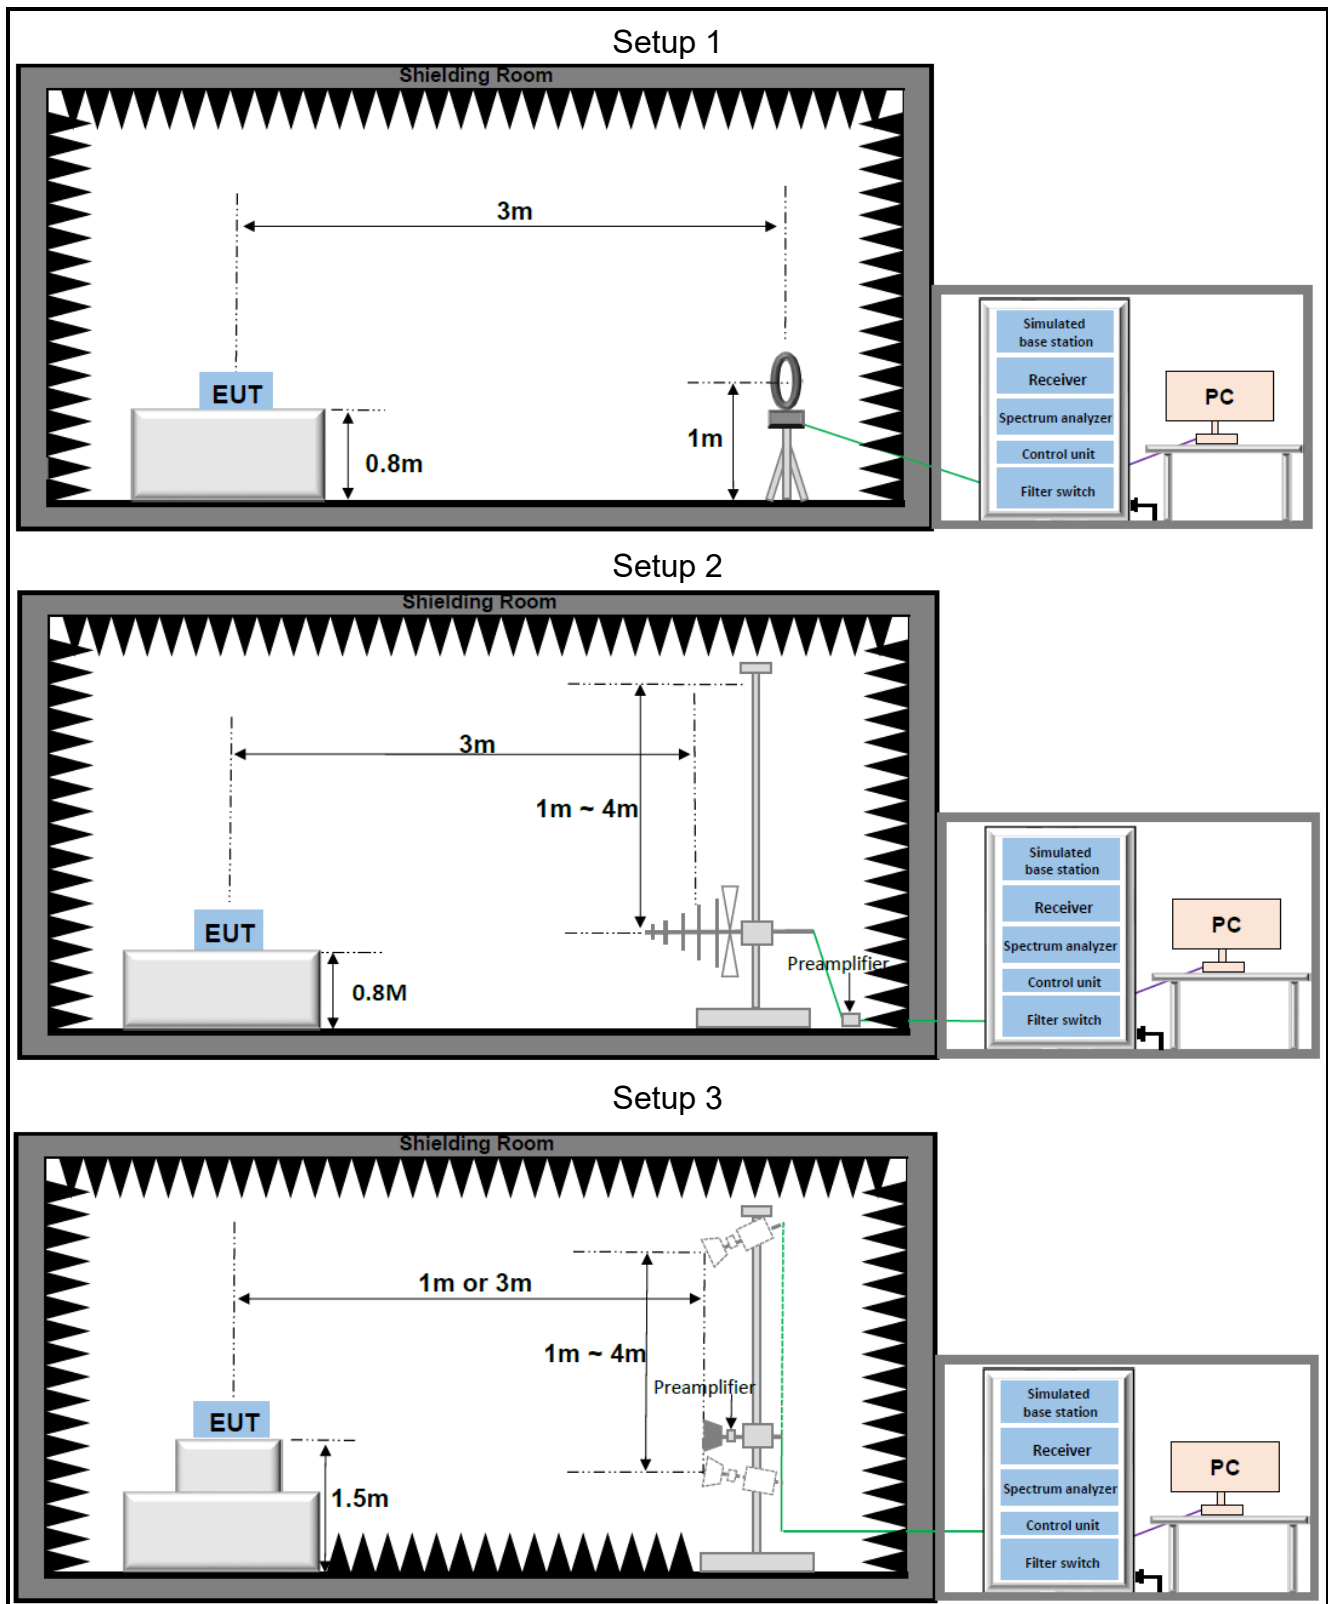 Setup 1
Shielding Room
3m
EUT
0.8m
1m
Simulated
base station
Receiver
Spectrum analyzer
Control unit
Filter switch
PC
Setup 2
Shielding Room
3m
1m ~ 4m
EUT
0.8M
Preamplifier
Simulated
base station
Receiver
Spectrum analyzer
Control unit
Filter switch
PC
Setup 3
Shielding Room
1m or 3m
1m ~ 4m
Preamplifier
EUT
1.5m
Simulated
base station
Receiver
Spectrum analyzer
Control unit
Filter switch
PC